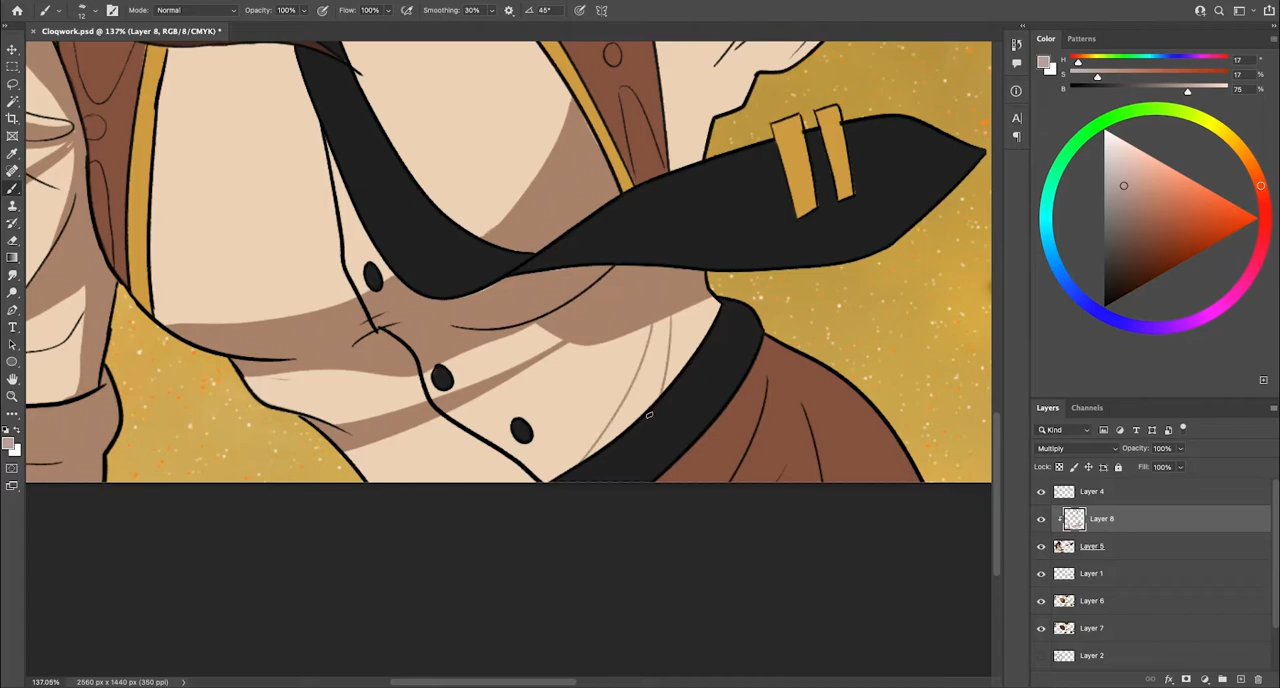 Mode: Normal Opacity: 100% Flow: 100% Smoothing: 30% 45°
12
Cloqwork.psd @ 137% (Layer 8, RGB/8/CMYK) *
Color Patterns
H 17 °
S 17 %
B 75 %
Layers Channels
Kind
Multiply Opacity: 100%
Lock: Fill: 100%
Layer 4
Layer 8
Layer 5
Layer 1
Layer 6
Layer 7
Layer 2
137.05% 2560 px x 1440 px (350 ppi)